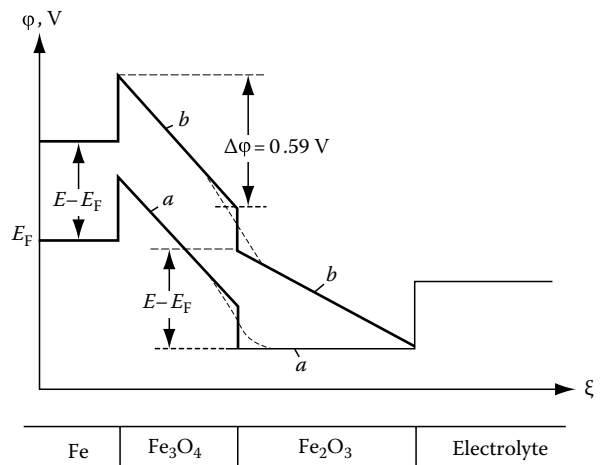 φ, V
b
Δφ = 0.59 V
E–E_F
a
E_F
E–E_F
b
a
ξ
Fe
Fe₃O₄
Fe₂O₃
Electrolyte